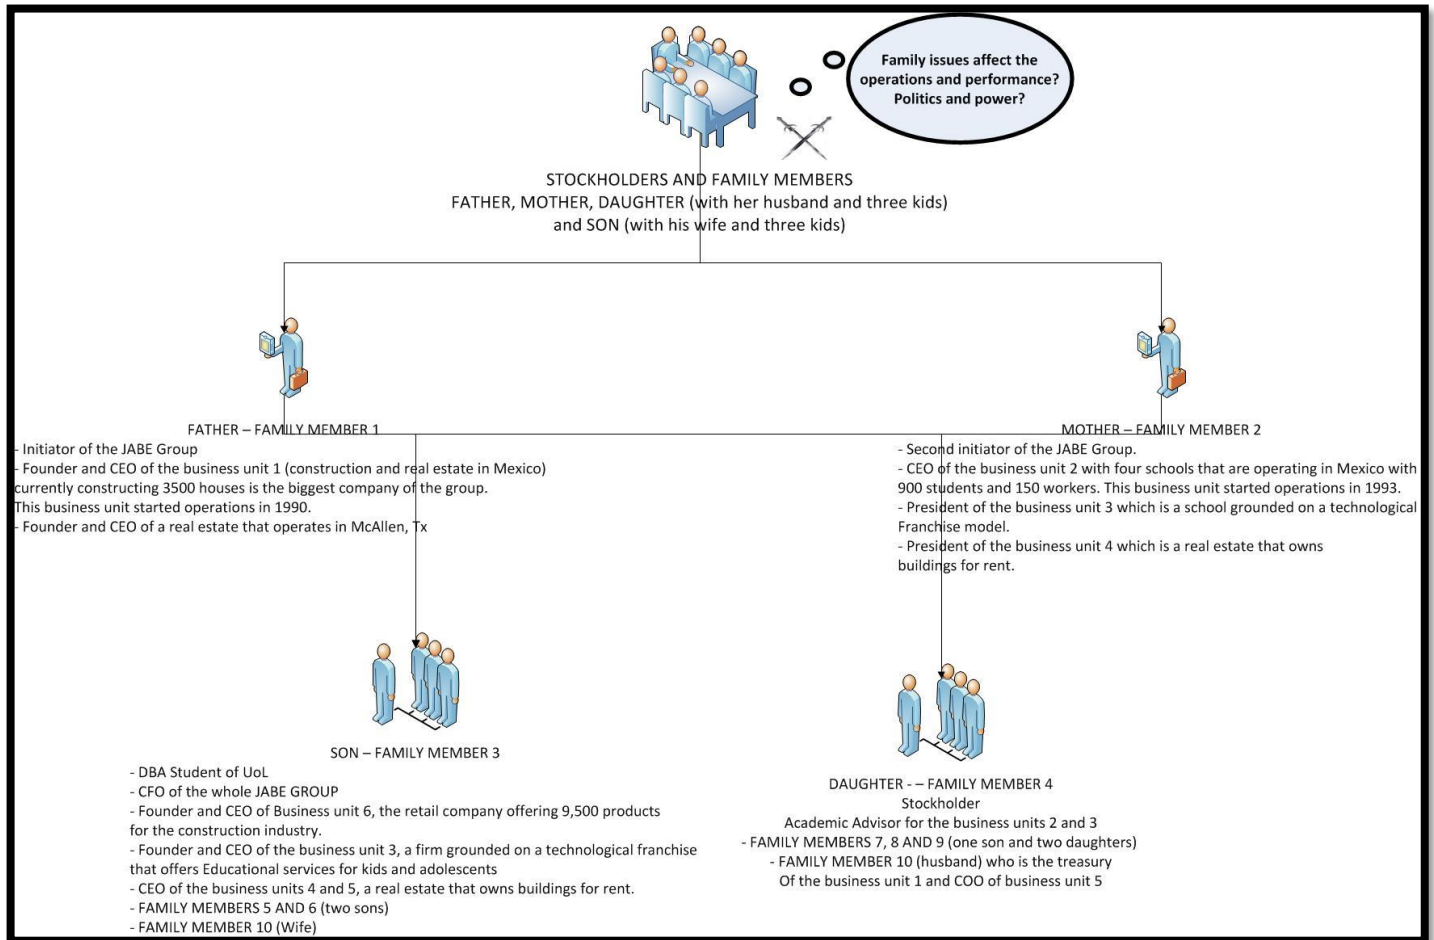 Family issues affect the
operations and performance?
Politics and power?
STOCKHOLDERS AND FAMILY MEMBERS
FATHER, MOTHER, DAUGHTER (with her husband and three kids)
and SON (with his wife and three kids)
FATHER – FAMILY MEMBER 1
- Initiator of the JABE Group
- Founder and CEO of the business unit 1 (construction and real estate in Mexico)
currently constructing 3500 houses is the biggest company of the group.
This business unit started operations in 1990.
- Founder and CEO of a real estate that operates in McAllen, Tx
MOTHER – FAMILY MEMBER 2
- Second initiator of the JABE Group.
- CEO of the business unit 2 with four schools that are operating in Mexico with
900 students and 150 workers. This business unit started operations in 1993.
- President of the business unit 3 which is a school grounded on a technological
Franchise model.
- President of the business unit 4 which is a real estate that owns
buildings for rent.
SON – FAMILY MEMBER 3
- DBA Student of UoL
- CFO of the whole JABE GROUP
- Founder and CEO of Business unit 6, the retail company offering 9,500 products
for the construction industry.
- Founder and CEO of the business unit 3, a firm grounded on a technological franchise
that offers Educational services for kids and adolescents
- CEO of the business units 4 and 5, a real estate that owns buildings for rent.
- FAMILY MEMBERS 5 AND 6 (two sons)
- FAMILY MEMBER 10 (Wife)
DAUGHTER - – FAMILY MEMBER 4
Stockholder
Academic Advisor for the business units 2 and 3
- FAMILY MEMBERS 7, 8 AND 9 (one son and two daughters)
- FAMILY MEMBER 10 (husband) who is the treasury
Of the business unit 1 and COO of business unit 5